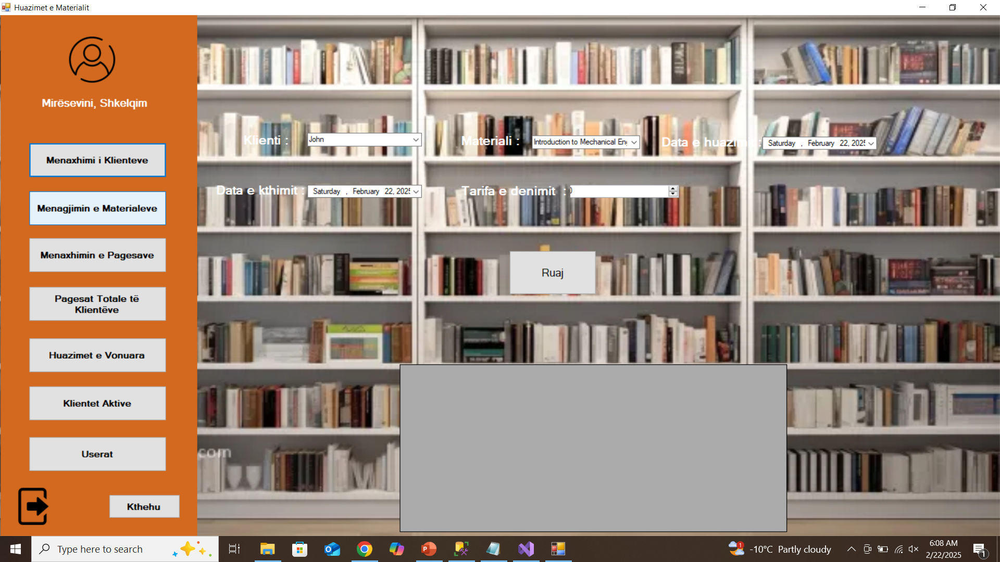 Huazimet e Materialit
Mirësevini, Shkelqim
Menaxhimi i Klienteve
Menagjimin e Materialeve
Menaxhimin e Pagesave
Pagesat Totale të
Klientëve
Huazimet e Vonuara
Klientet Aktive
Userat
Kthehu
Klienti : John
Materiali : Introduction to Mechanical En
Data e huazimit : Saturday , February 22, 2025
Data e kthimit : Saturday , February 22, 2025
Tarifa e denimit : 0
Ruaj
com
Type here to search
1
-10°C Partly cloudy
6:08 AM
2/22/2025
1